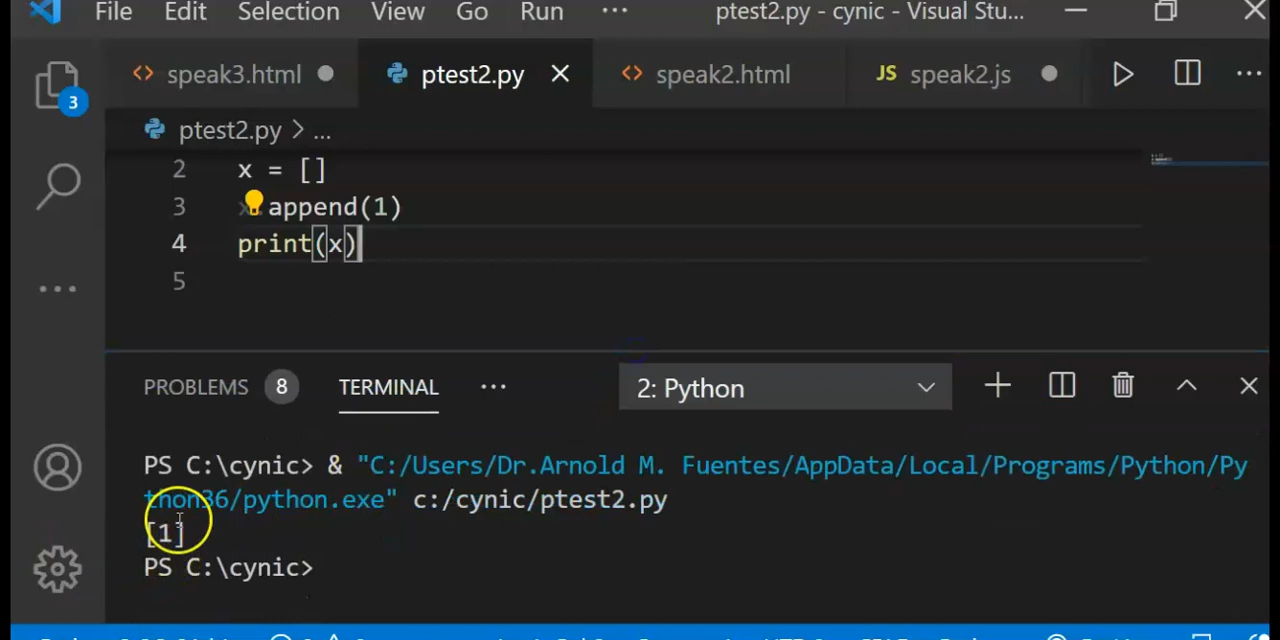 File Edit Selection View Go Run ··· ptest2.py - cynic - Visual Stu...
speak3.html ptest2.py speak2.html JS speak2.js ···
3
ptest2.py > ...
2 x = []
3 append(1)
4 print(x)
5
PROBLEMS 8 TERMINAL ··· 2: Python
PS C:\cynic> & "C:/Users/Dr.Arnold M. Fuentes/AppData/Local/Programs/Python/Py
thon36/python.exe" c:/cynic/ptest2.py
[1]
PS C:\cynic>